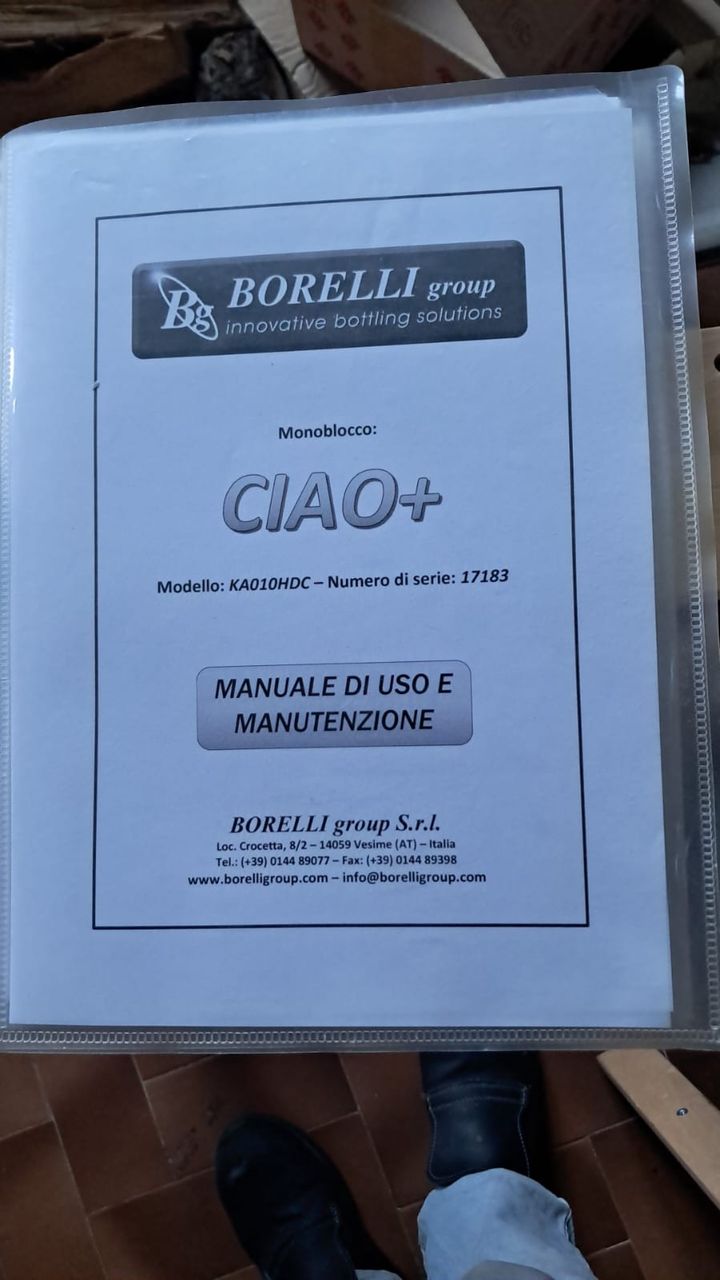 Bg BORELLI group
innovative bottling solutions
Monoblocco:
CIAO+
Modello: KA010HDC – Numero di serie: 17183
MANUALE DI USO E
MANUTENZIONE
BORELLI group S.r.l.
Loc. Crocetta, 8/2 – 14059 Vesime (AT) – Italia
Tel.: (+39) 0144 89077 – Fax: (+39) 0144 89398
www.borelligroup.com – info@borelligroup.com